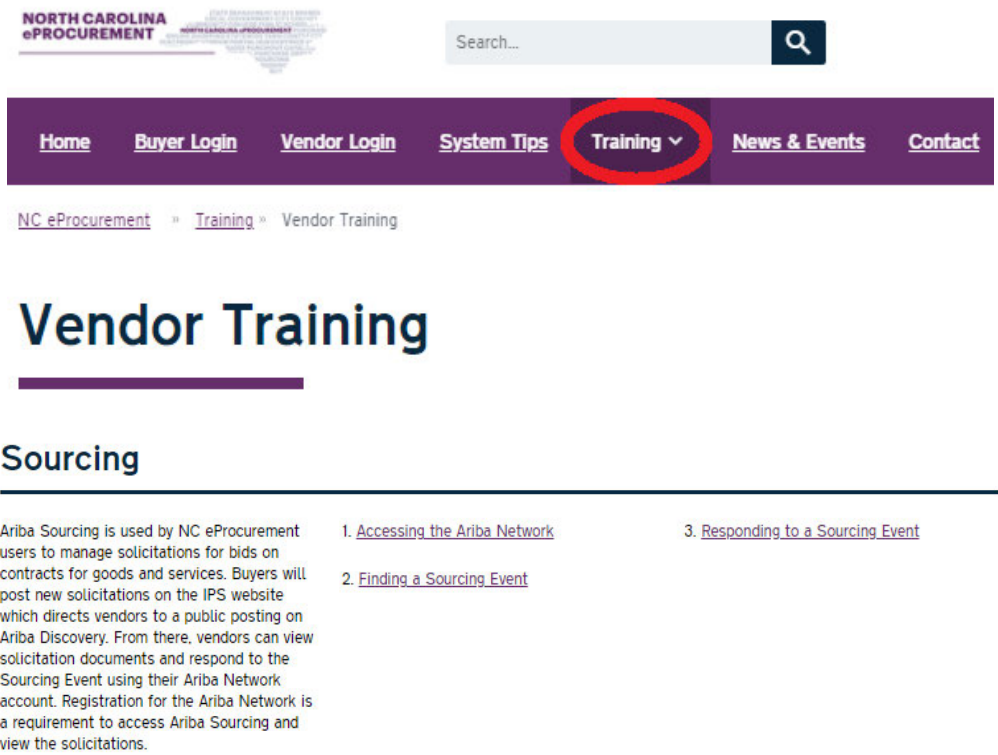 NORTH CAROLINA
ePROCUREMENT
NORTH CAROLINA ePROCUREMENT
Search...
Home Buyer Login Vendor Login System Tips Training News & Events Contact
NC eProcurement » Training » Vendor Training
Vendor Training
Sourcing
Ariba Sourcing is used by NC eProcurement
users to manage solicitations for bids on
contracts for goods and services. Buyers will
post new solicitations on the IPS website
which directs vendors to a public posting on
Ariba Discovery. From there, vendors can view
solicitation documents and respond to the
Sourcing Event using their Ariba Network
account. Registration for the Ariba Network is
a requirement to access Ariba Sourcing and
view the solicitations.
1. Accessing the Ariba Network
2. Finding a Sourcing Event
3. Responding to a Sourcing Event